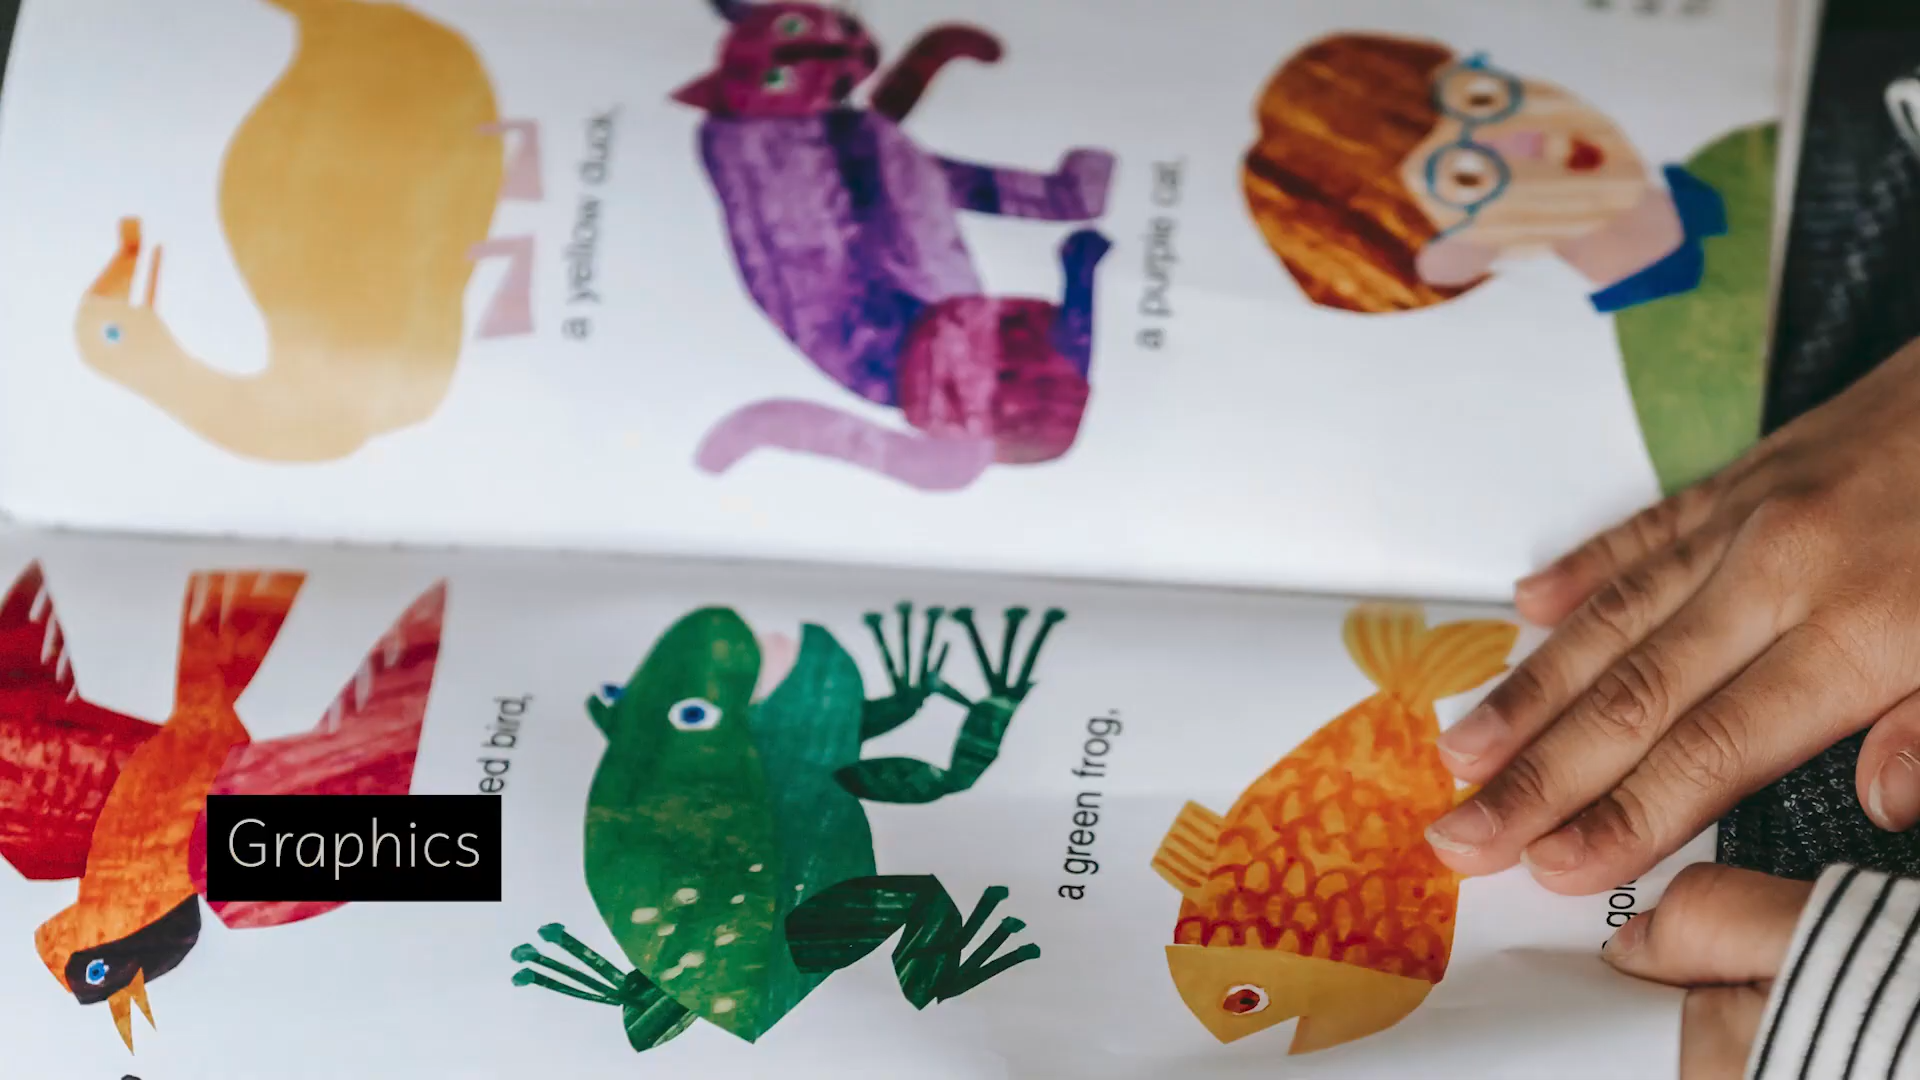 a yellow duck,
a purple cat,
ed bird,
a green frog,
Graphics